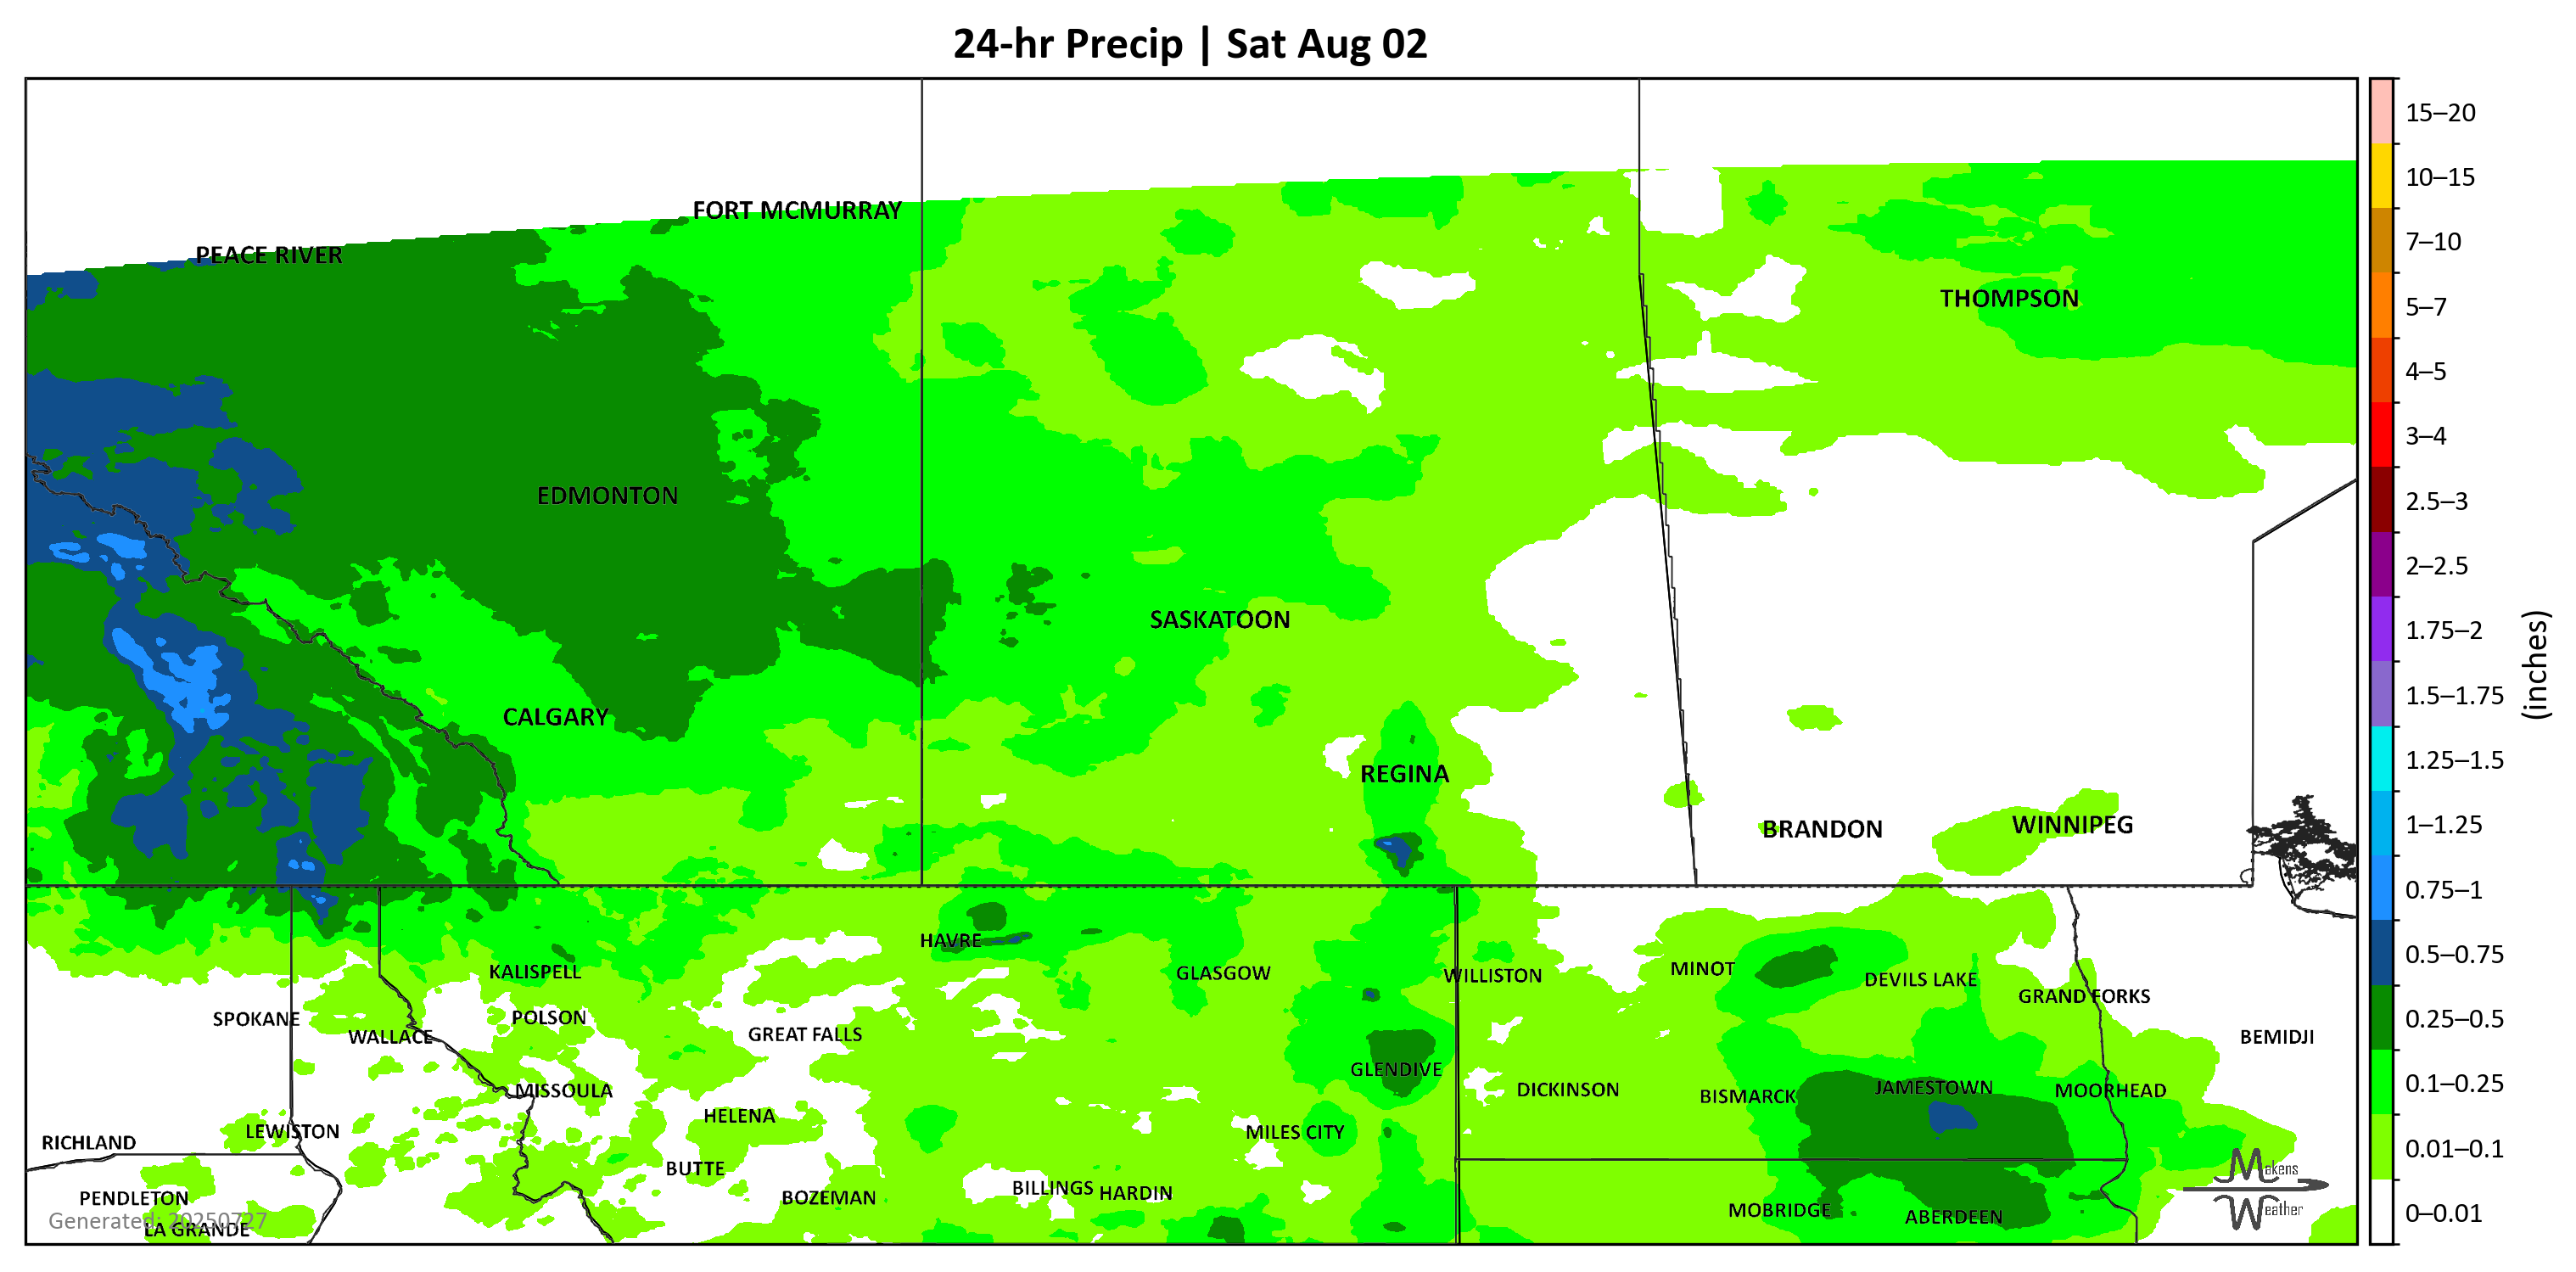 24-hr Precip | Sat Aug 02
FORT MCMURRAY
PEACE RIVER
THOMPSON
EDMONTON
SASKATOON
CALGARY
REGINA
BRANDON
WINNIPEG
HAVRE
KALISPELL
GLASGOW
WILLISTON
MINOT
DEVILS LAKE
GRAND FORKS
SPOKANE
WALLACE
POLSON
GREAT FALLS
BEMIDJI
GLENDIVE
DICKINSON
BISMARCK
JAMESTOWN
MOORHEAD
MISSOULA
HELENA
LEWISTON
MILES CITY
RICHLAND
BUTTE
BILLINGS
HARDIN
BOZEMAN
PENDLETON
MOBRIDGE
ABERDEEN
Generated: 20250727
LA GRANDE
Makens
Weather
15–20
10–15
7–10
5–7
4–5
3–4
2.5–3
2–2.5
1.75–2
1.5–1.75
1.25–1.5
1–1.25
0.75–1
0.5–0.75
0.25–0.5
0.1–0.25
0.01–0.1
0–0.01
(inches)